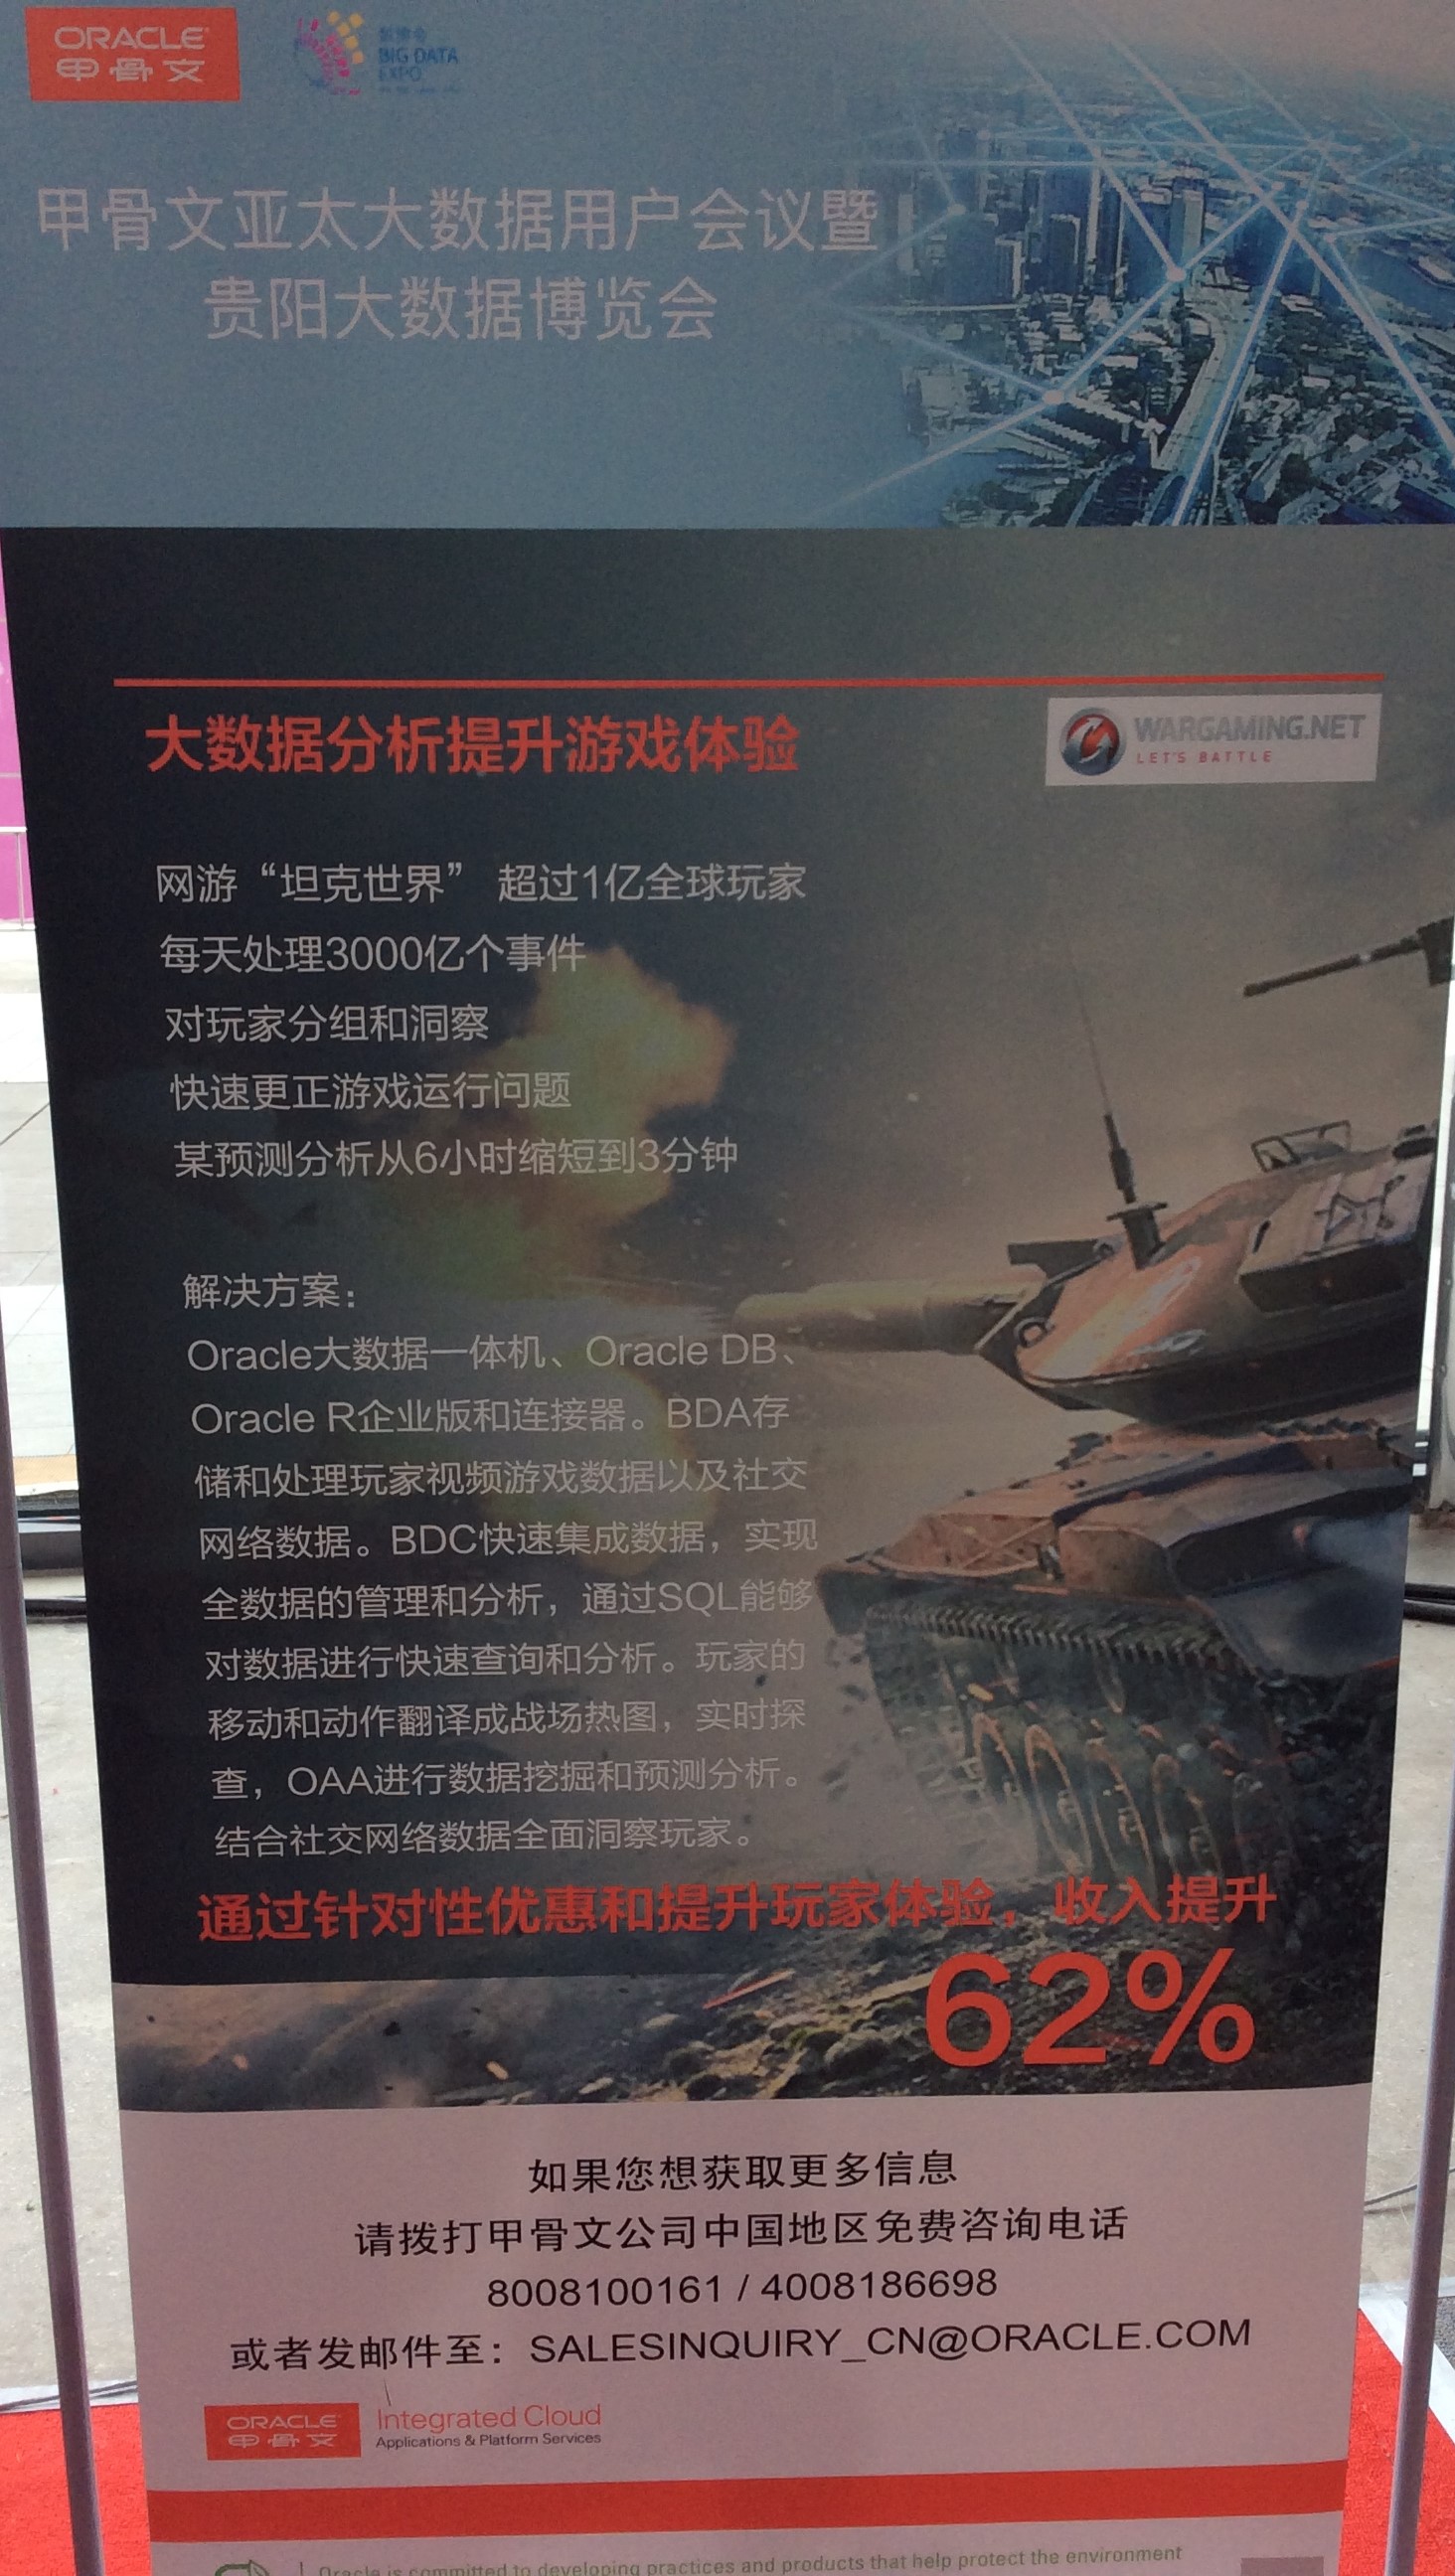 ORACLE
甲骨文
BIG DATA
EXPO
甲骨文亚太大数据用户会议暨
贵阳大数据博览会
大数据分析提升游戏体验
WARGAMING.NET
LET'S BATTLE
网游“坦克世界” 超过1亿全球玩家
每天处理3000亿个事件
对玩家分组和洞察
快速更正游戏运行问题
某预测分析从6小时缩短到3分钟
解决方案：
Oracle大数据一体机、Oracle DB、
Oracle R企业版和连接器。BDA存
储和处理玩家视频游戏数据以及社交
网络数据。BDC快速集成数据，实现
全数据的管理和分析，通过SQL能够
对数据进行快速查询和分析。玩家的
移动和动作翻译成战场热图，实时探
查，OAA进行数据挖掘和预测分析。
结合社交网络数据全面洞察玩家。
通过针对性优惠和提升玩家体验，收入提升
62%
如果您想获取更多信息
请拨打甲骨文公司中国地区免费咨询电话
8008100161 / 4008186698
或者发邮件至：SALESINQUIRY_CN@ORACLE.COM
ORACLE
甲骨文
Integrated Cloud
Applications & Platform Services
Oracle is committed to developing practices and products that help protect the environment